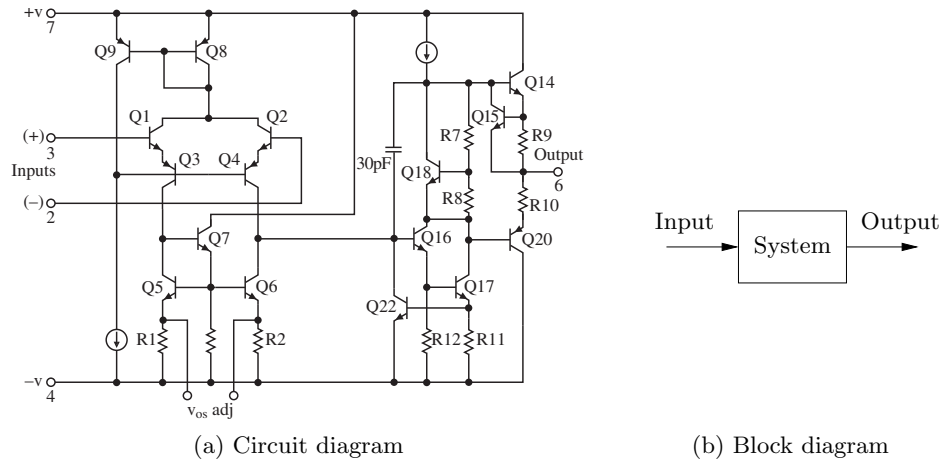 +v
7
Q9
Q8
Q14
Q1
Q2
Q15
(+)
3
R7
R9
Q3
Q4
30pF
Output
Inputs
Q18
6
(–)
2
R8
R10
Q7
Q16
Q20
Q5
Q6
Q17
Q22
R1
R2
R12
R11
–v
4
vos adj
(a) Circuit diagram
Input
Output
System
(b) Block diagram